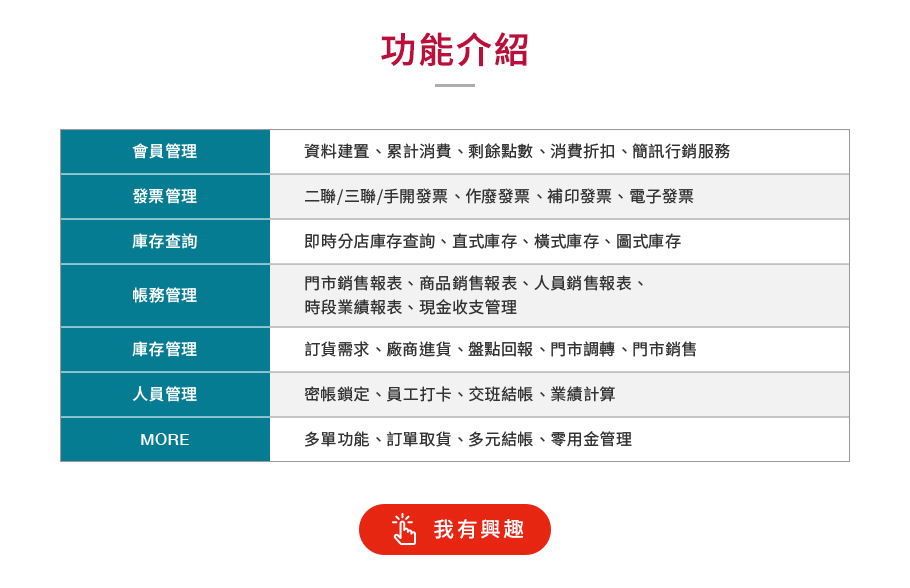 功能介紹
會員管理
資料建置、累計消費、剩餘點數、消費折扣、簡訊行銷服務
發票管理
二聯/三聯/手開發票、作廢發票、補印發票、電子發票
庫存查詢
即時分店庫存查詢、直式庫存、橫式庫存、圖式庫存
帳務管理
門市銷售報表、商品銷售報表、人員銷售報表、
時段業績報表、現金收支管理
庫存管理
訂貨需求、廠商進貨、盤點回報、門市調轉、門市銷售
人員管理
密帳鎖定、員工打卡、交班結帳、業績計算
MORE
多單功能、訂單取貨、多元結帳、零用金管理
我有興趣